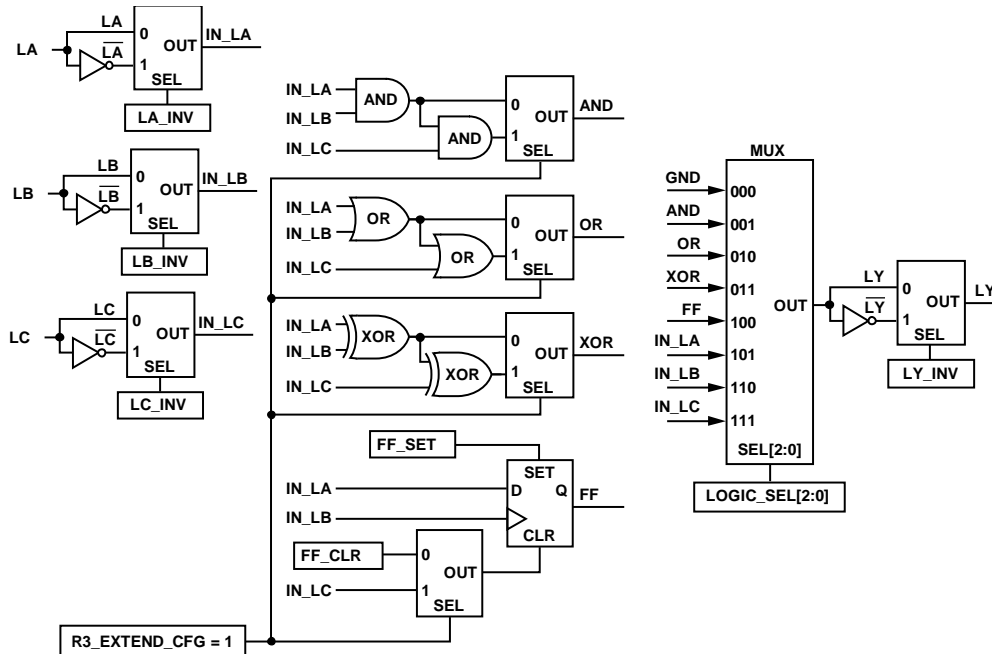 LA
LA
LA
0
1
OUT
SEL
IN_LA
LA_INV
LB
LB
LB
0
1
OUT
SEL
IN_LB
LB_INV
LC
LC
LC
0
1
OUT
SEL
IN_LC
LC_INV
IN_LA
IN_LB
IN_LC
AND
AND
0
1
OUT
SEL
AND
IN_LA
IN_LB
IN_LC
OR
OR
0
1
OUT
SEL
OR
IN_LA
IN_LB
IN_LC
XOR
XOR
0
1
OUT
SEL
XOR
FF_SET
IN_LA
IN_LB
SET
D
Q
CLR
FF
FF_CLR
IN_LC
0
1
OUT
SEL
R3_EXTEND_CFG = 1
MUX
GND
000
AND
001
OR
010
XOR
011
FF
100
IN_LA
101
IN_LB
110
IN_LC
111
OUT
SEL[2:0]
LOGIC_SEL[2:0]
LY
LY
0
1
OUT
SEL
LY
LY_INV